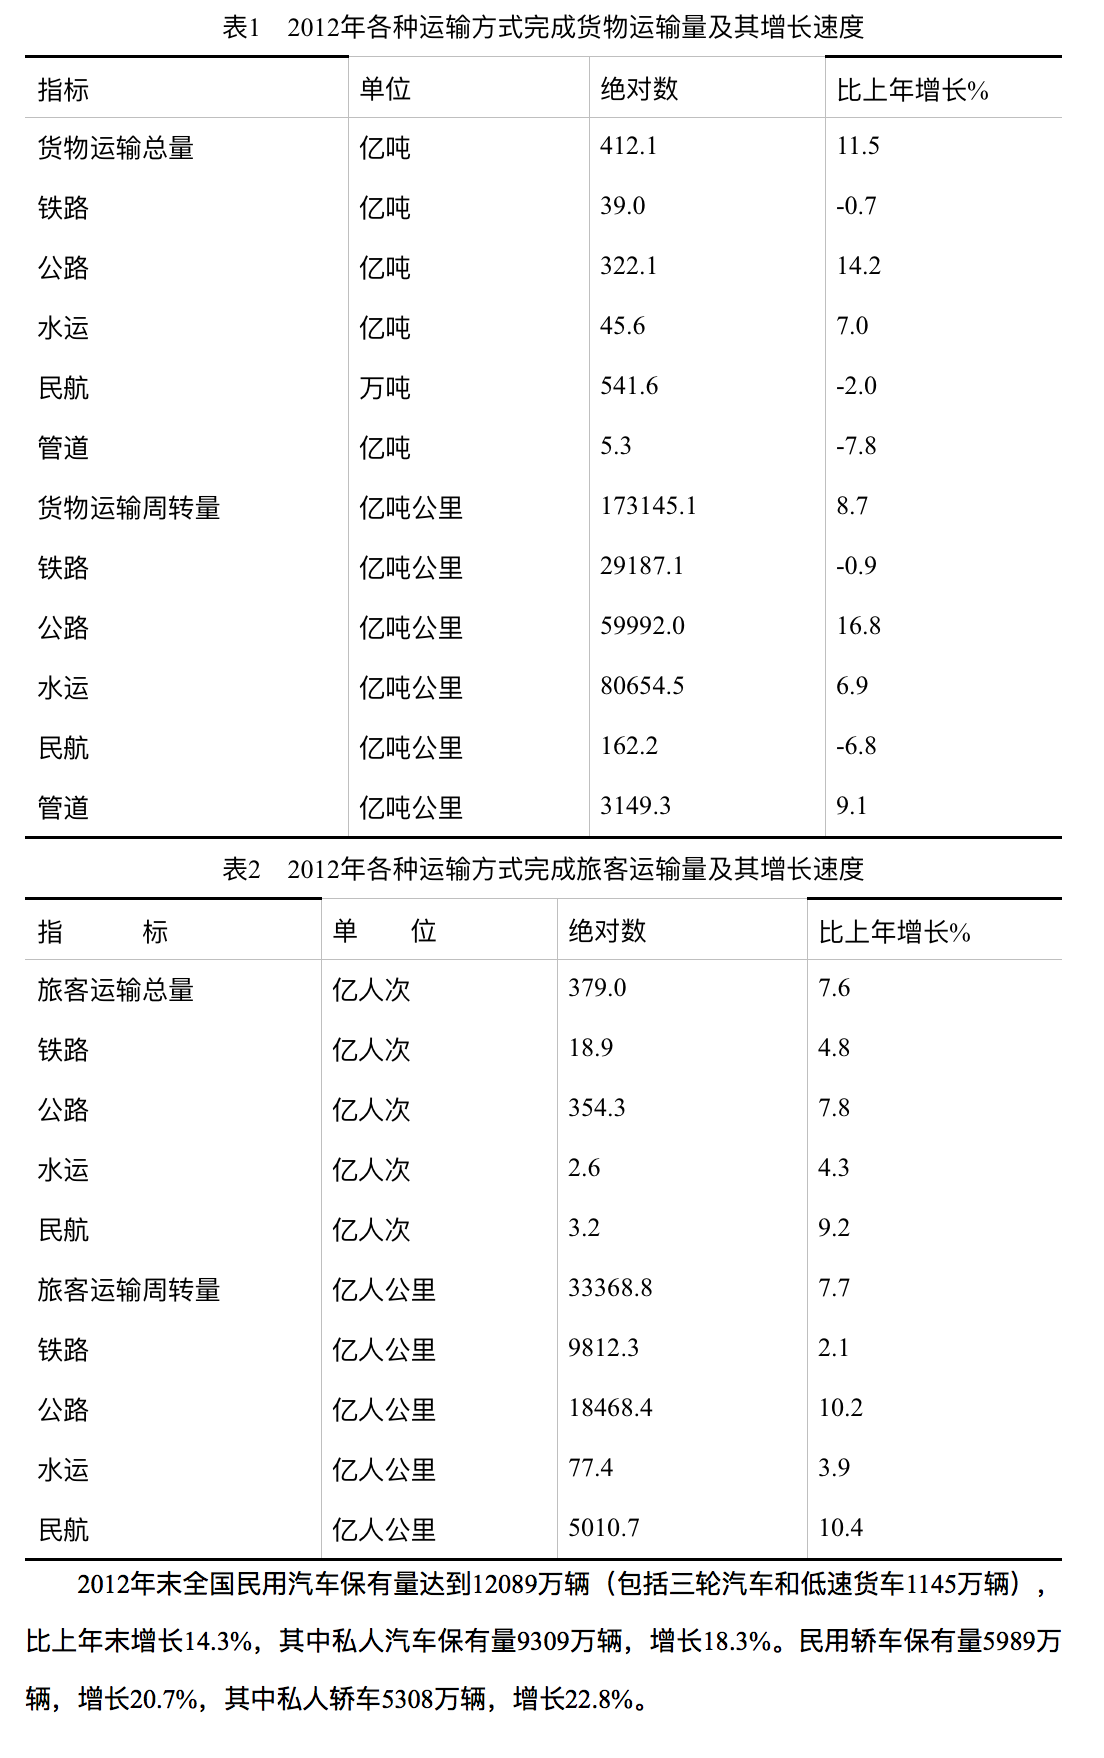 表1 2012年各种运输方式完成货物运输量及其增长速度
指标 单位 绝对数 比上年增长%
货物运输总量 亿吨 412.1 11.5
铁路 亿吨 39.0 -0.7
公路 亿吨 322.1 14.2
水运 亿吨 45.6 7.0
民航 万吨 541.6 -2.0
管道 亿吨 5.3 -7.8
货物运输周转量 亿吨公里 173145.1 8.7
铁路 亿吨公里 29187.1 -0.9
公路 亿吨公里 59992.0 16.8
水运 亿吨公里 80654.5 6.9
民航 亿吨公里 162.2 -6.8
管道 亿吨公里 3149.3 9.1
表2 2012年各种运输方式完成旅客运输量及其增长速度
指 标 单 位 绝对数 比上年增长%
旅客运输总量 亿人次 379.0 7.6
铁路 亿人次 18.9 4.8
公路 亿人次 354.3 7.8
水运 亿人次 2.6 4.3
民航 亿人次 3.2 9.2
旅客运输周转量 亿人公里 33368.8 7.7
铁路 亿人公里 9812.3 2.1
公路 亿人公里 18468.4 10.2
水运 亿人公里 77.4 3.9
民航 亿人公里 5010.7 10.4
2012年末全国民用汽车保有量达到12089万辆（包括三轮汽车和低速货车1145万辆），
比上年末增长14.3%，其中私人汽车保有量9309万辆，增长18.3%。民用轿车保有量5989万
辆，增长20.7%，其中私人轿车5308万辆，增长22.8%。